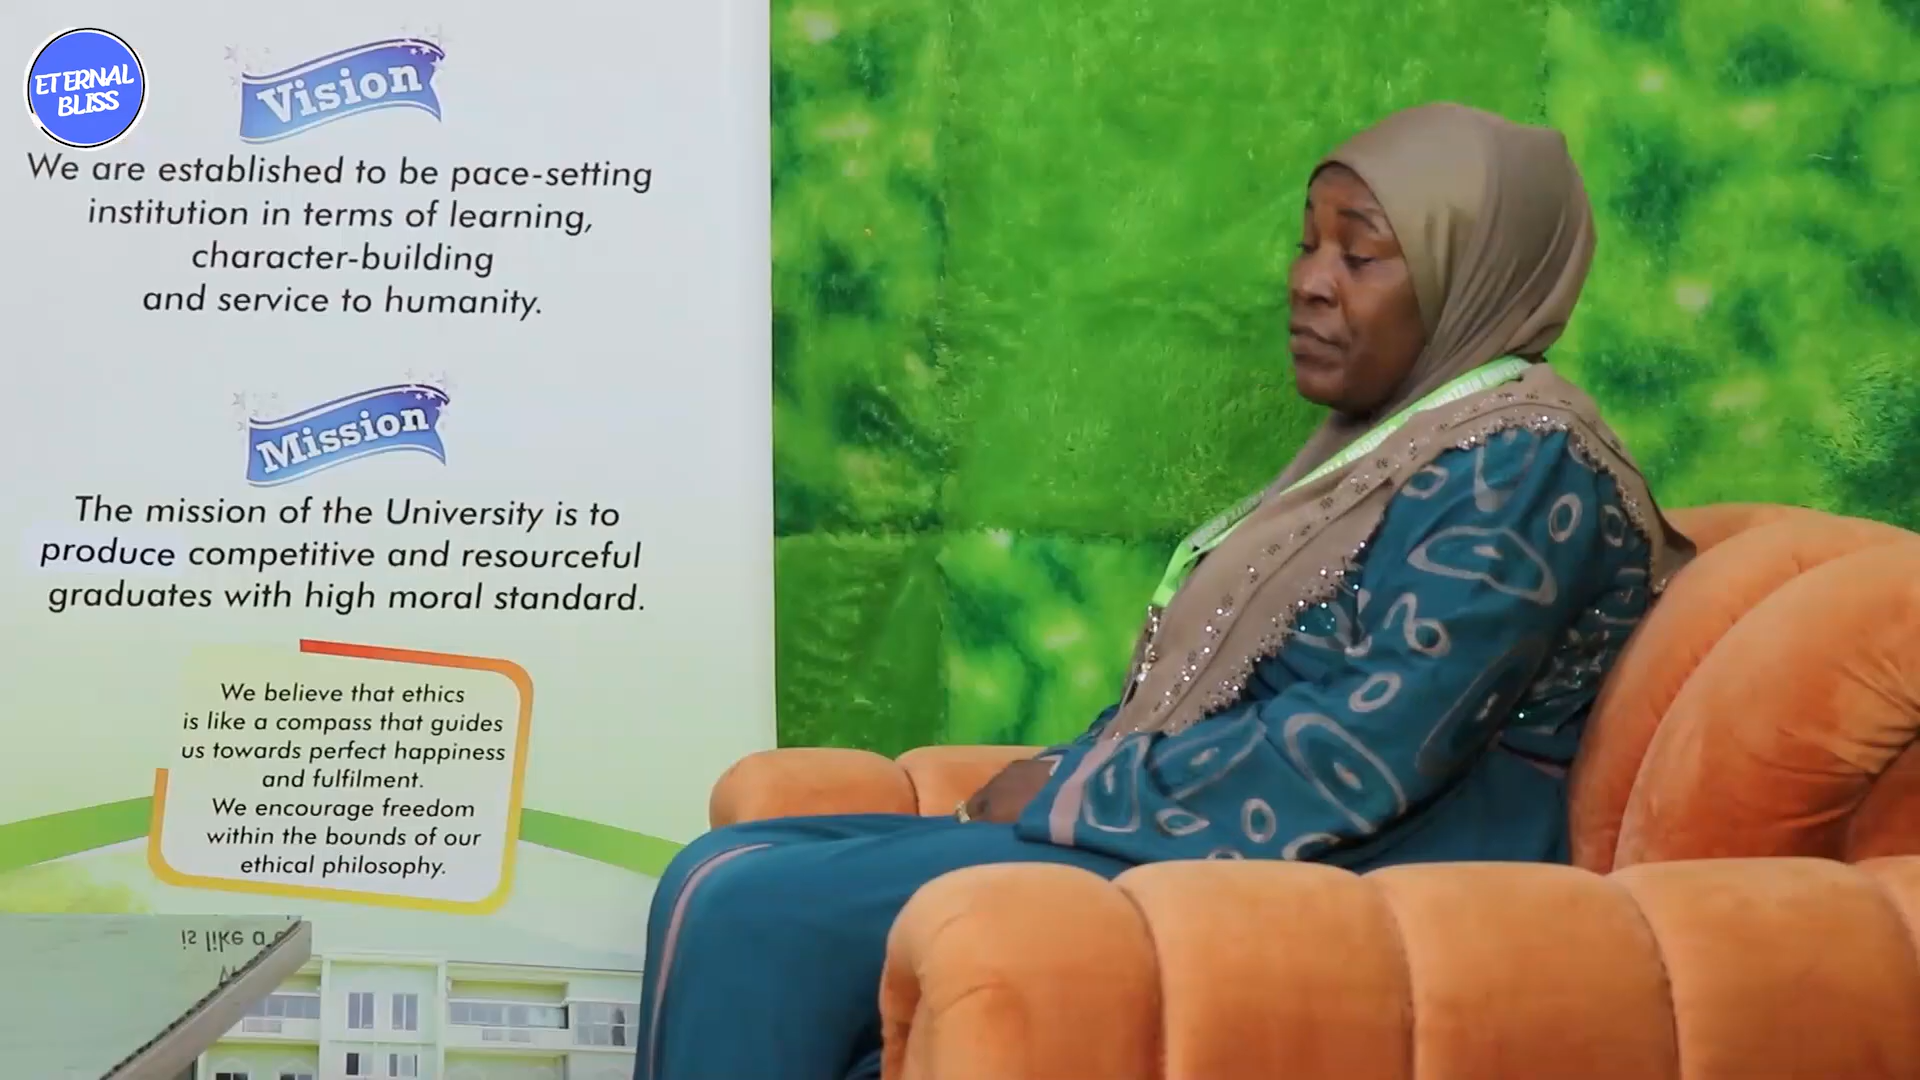 ETERNAL
BLISS
Vision
We are established to be pace-setting
institution in terms of learning,
character-building
and service to humanity.
Mission
The mission of the University is to
produce competitive and resourceful
graduates with high moral standard.
We believe that ethics
is like a compass that guides
us towards perfect happiness
and fulfilment.
We encourage freedom
within the bounds of our
ethical philosophy.
is like a